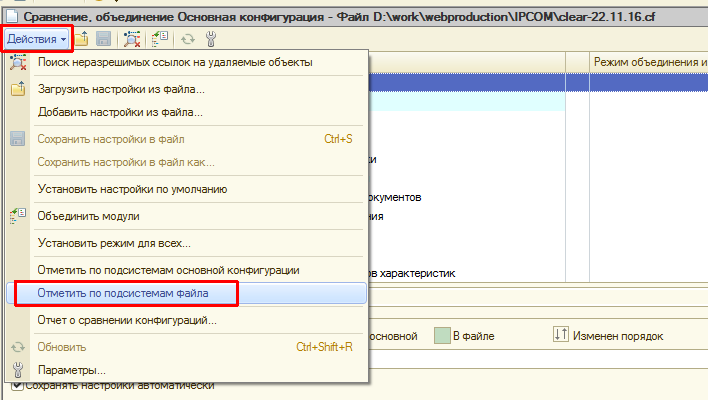 Сравнение, объединение Основная конфигурация - Файл D:\work\webproduction\IPCOM\clear-22.11.16.cf
Действия
Режим объединения и
Поиск неразрешимых ссылок на удаляемые объекты
Загрузить настройки из файла...
Добавить настройки из файла...
Сохранить настройки в файл Ctrl+S
Сохранить настройки в файл как...
ки
Установить настройки по умолчанию
окументов
Объединить модули
ния
Установить режим для всех...
Отметить по подсистемам основной конфигурации
ов характеристик
Отметить по подсистемам файла
Отчет о сравнении конфигураций...
основной
В файле
Изменен порядок
Обновить Ctrl+Shift+R
Параметры...
Сохранять настройки автоматически